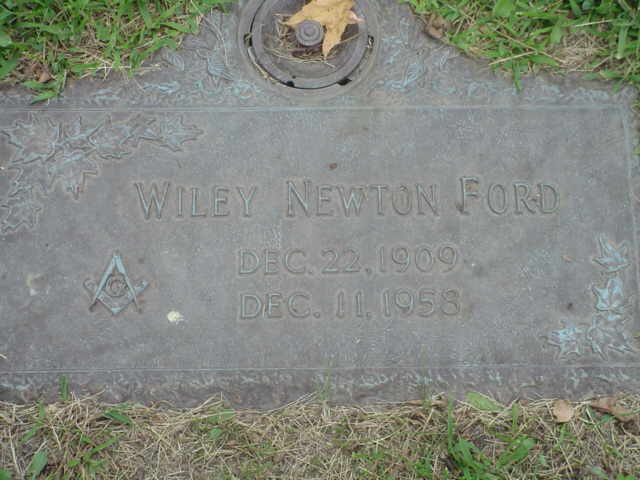 WILEY NEWTON FORD
DEC. 22, 1909
DEC. 11, 1958
G